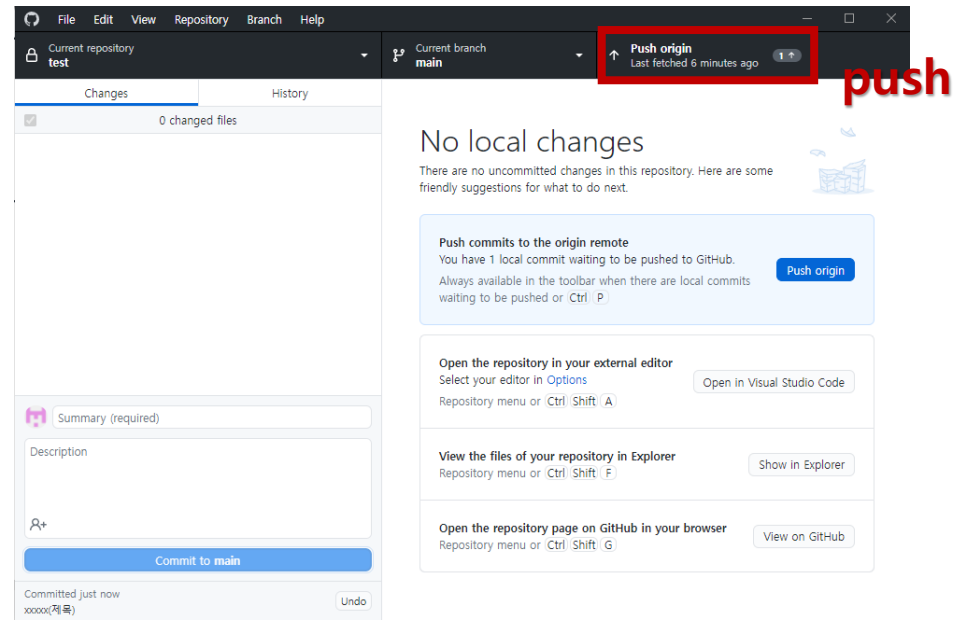 File Edit View Repository Branch Help
Current repository
test
Current branch
main
Push origin
Last fetched 6 minutes ago
1
push
Changes
History
0 changed files
No local changes
There are no uncommitted changes in this repository. Here are some
friendly suggestions for what to do next.
Push commits to the origin remote
You have 1 local commit waiting to be pushed to GitHub.
Always available in the toolbar when there are local commits
waiting to be pushed or Ctrl P
Push origin
Open the repository in your external editor
Select your editor in Options
Repository menu or Ctrl Shift A
Open in Visual Studio Code
View the files of your repository in Explorer
Repository menu or Ctrl Shift F
Show in Explorer
Open the repository page on GitHub in your browser
Repository menu or Ctrl Shift G
View on GitHub
Summary (required)
Description
Commit to main
Committed just now
xxxxx(제목)
Undo